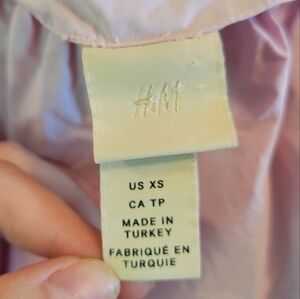 H&M
US XS
CA TP
MADE IN
TURKEY
FABRIQUÉ EN
TURQUIE